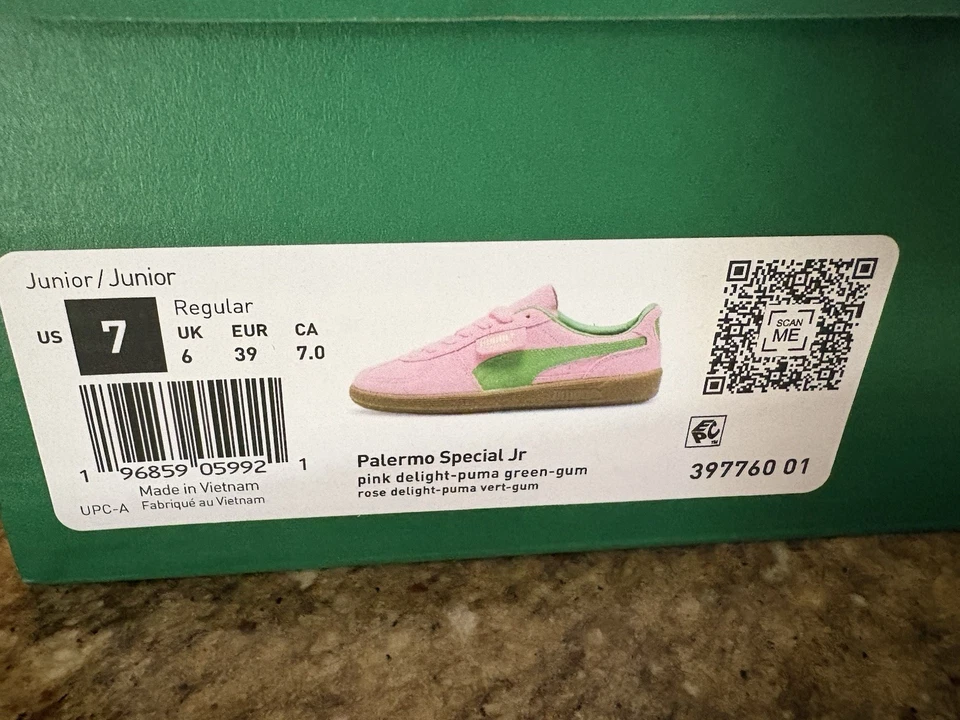 Junior / Junior
US 7
Regular
UK EUR CA
6 39 7.0
1 96859 05992 1
UPC-A
Made in Vietnam
Fabriqué au Vietnam
Palermo Special Jr
pink delight-puma green-gum
rose delight-puma vert-gum
SCAN
ME
EPC
TM
397760 01